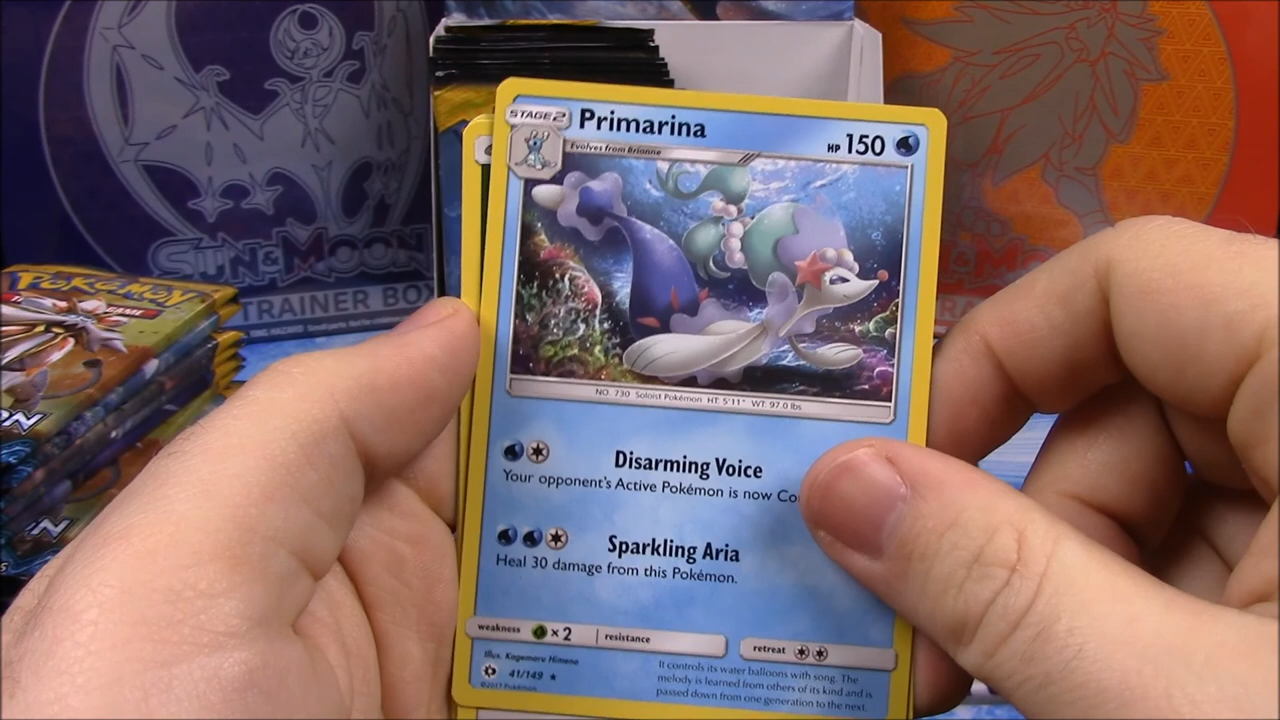 STAGE 2
Primarina
HP 150
Evolves from Brionne
NO. 730 Soloist Pokémon HT: 5'11" WT: 97.0 lbs
Disarming Voice
Your opponent's Active Pokémon is now Co
Sparkling Aria
Heal 30 damage from this Pokémon.
weakness ×2 resistance
retreat
Illus. Kagemaru Himeno
41/149 ★
©2017 Pokémon
It controls its water balloons with song. The
melody is learned from others of its kind and is
passed down from one generation to the next.
SUN & MOON
TRAINER BOX
POKÉMON
GAME